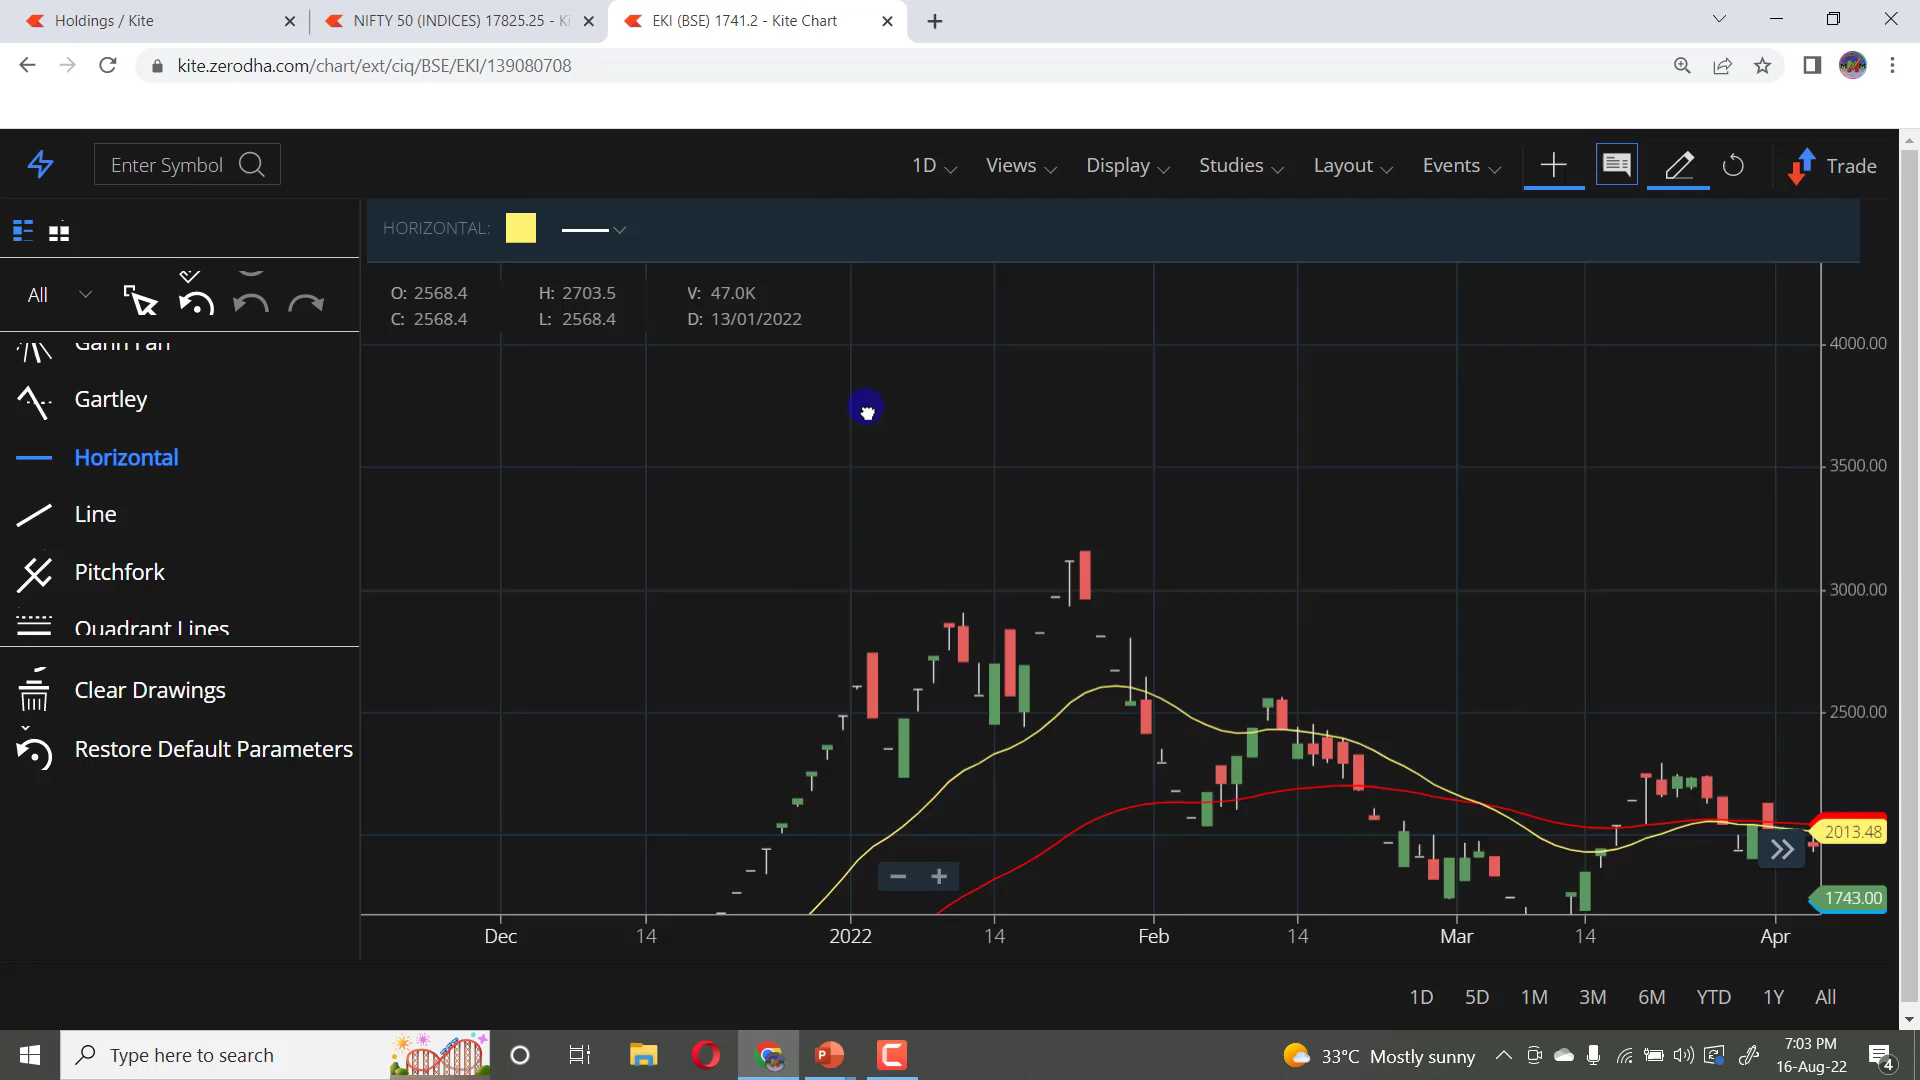 Holdings / Kite
NIFTY 50 (INDICES) 17825.25 - Ki
EKI (BSE) 1741.2 - Kite Chart
kite.zerodha.com/chart/ext/ciq/BSE/EKI/139080708
Enter Symbol
1D
Views
Display
Studies
Layout
Events
Trade
HORIZONTAL:
All
O: 2568.4 H: 2703.5 V: 47.0K
C: 2568.4 L: 2568.4 D: 13/01/2022
Gann Fan
Gartley
Horizontal
Line
Pitchfork
Quadrant Lines
Clear Drawings
Restore Default Parameters
4000.00
3500.00
3000.00
2500.00
2013.48
1743.00
Dec 14 2022 14 Feb 14 Mar 14 Apr
1D 5D 1M 3M 6M YTD 1Y All
Type here to search
33°C Mostly sunny
7:03 PM
16-Aug-22
4